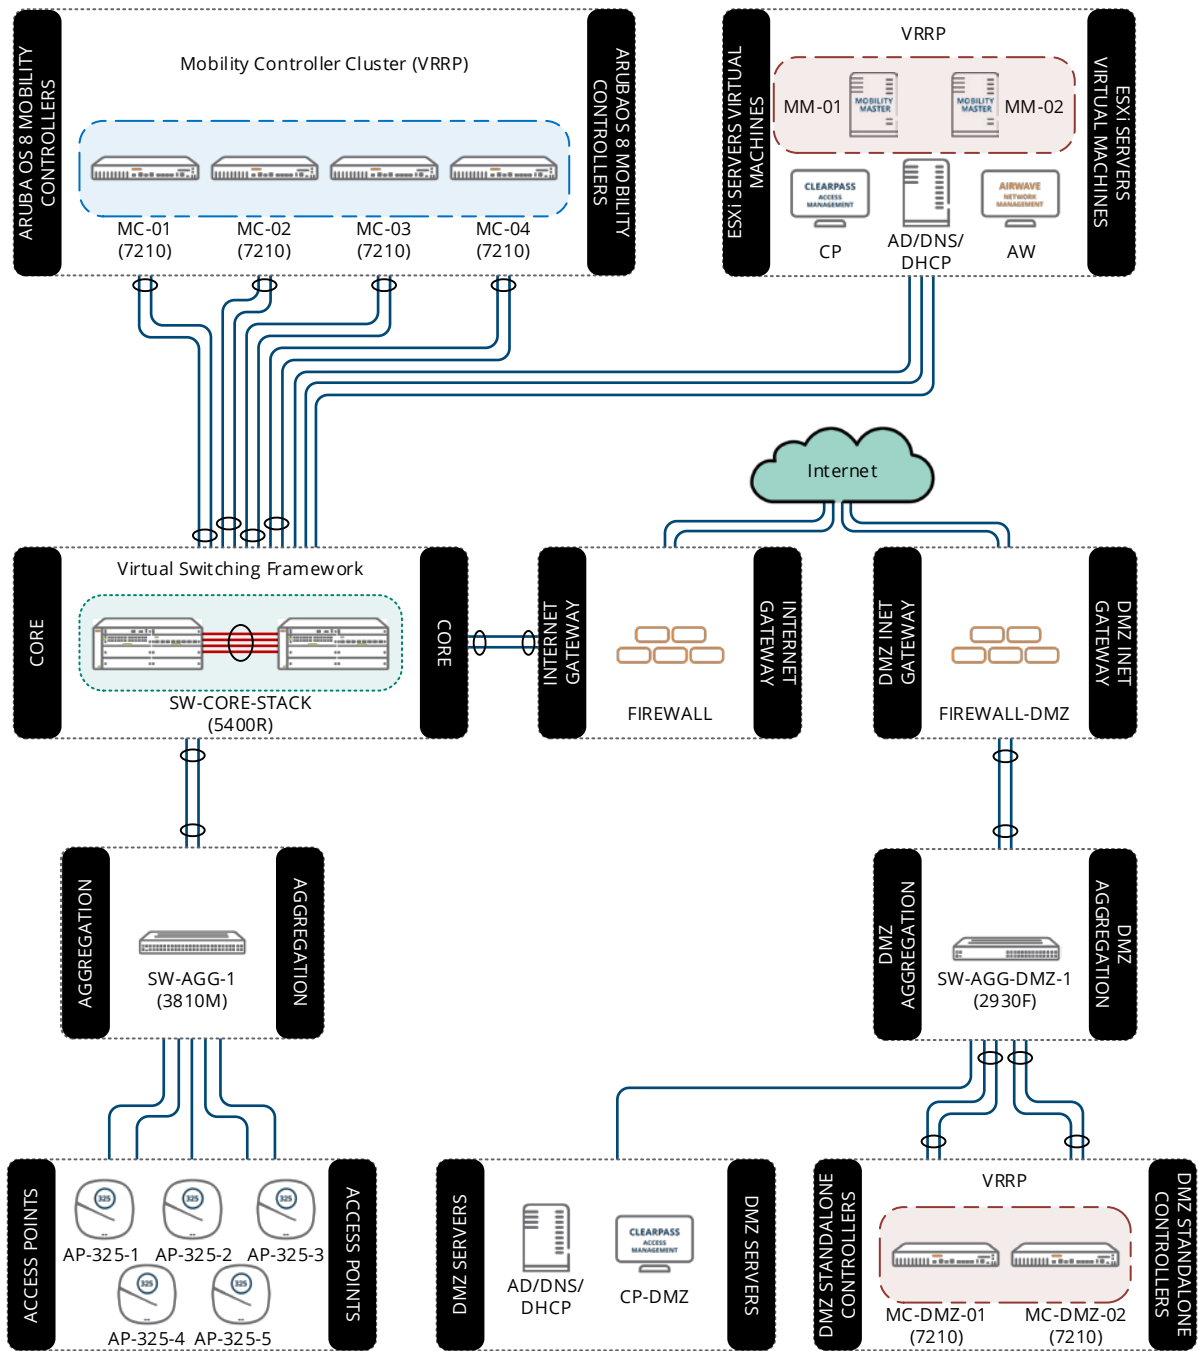 ARUBA OS 8 MOBILITY
CONTROLLERS
Mobility Controller Cluster (VRRP)
MC-01
(7210)
MC-02
(7210)
MC-03
(7210)
MC-04
(7210)
ARUBAOS 8 MOBILITY
CONTROLLERS
ESXi SERVERS VIRTUAL
MACHINES
VRRP
MM-01
MOBILITY
MASTER
MOBILITY
MASTER
MM-02
CLEARPASS
ACCESS
MANAGEMENT
CP
AD/DNS/
DHCP
AIRWAVE
NETWORK
MANAGEMENT
AW
ESXi SERVERS
VIRTUAL MACHINES
Internet
CORE
Virtual Switching Framework
SW-CORE-STACK
(5400R)
CORE
INTERNET
GATEWAY
FIREWALL
INTERNET
GATEWAY
DMZ INET
GATEWAY
FIREWALL-DMZ
DMZ INET
GATEWAY
AGGREGATION
SW-AGG-1
(3810M)
AGGREGATION
DMZ
AGGREGATION
SW-AGG-DMZ-1
(2930F)
DMZ
AGGREGATION
ACCESS POINTS
325
AP-325-1
325
AP-325-2
325
AP-325-3
325
AP-325-4
325
AP-325-5
ACCESS POINTS
DMZ SERVERS
AD/DNS/
DHCP
CLEARPASS
ACCESS
MANAGEMENT
CP-DMZ
DMZ SERVERS
DMZ STANDALONE
CONTROLLERS
VRRP
MC-DMZ-01
(7210)
MC-DMZ-02
(7210)
DMZ STANDALONE
CONTROLLERS